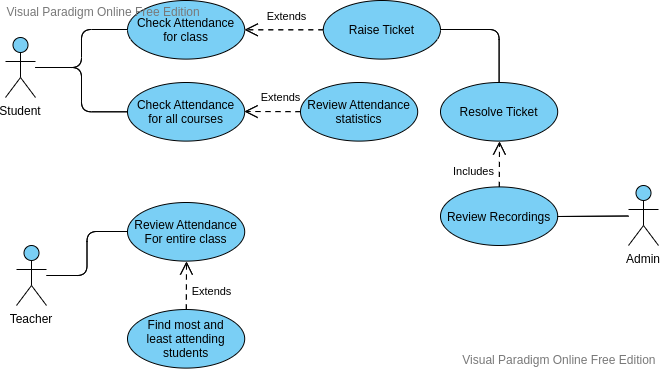 Visual Paradigm Online Free Edition
Check Attendance
for class
Extends
Raise Ticket
Student
Check Attendance
for all courses
Extends
Review Attendance
statistics
Resolve Ticket
Includes
Review Recordings
Admin
Review Attendance
For entire class
Teacher
Extends
Find most and
least attending
students
Visual Paradigm Online Free Edition